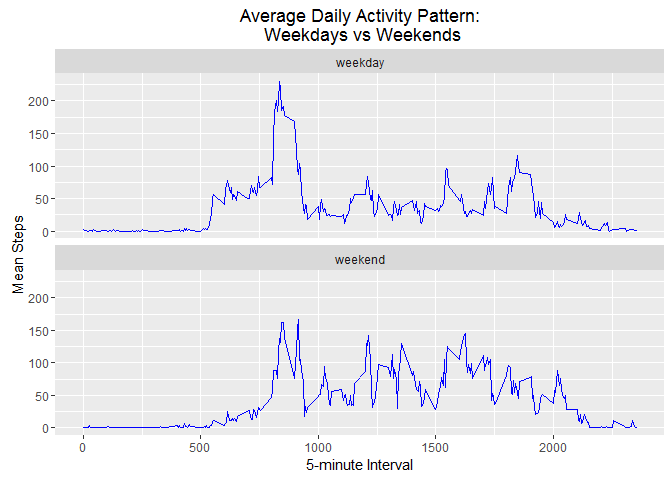 Average Daily Activity Pattern:
Weekdays vs Weekends
weekday
200
150
100
50
0
Mean Steps
weekend
200
150
100
50
0
0 500 1000 1500 2000
5-minute Interval